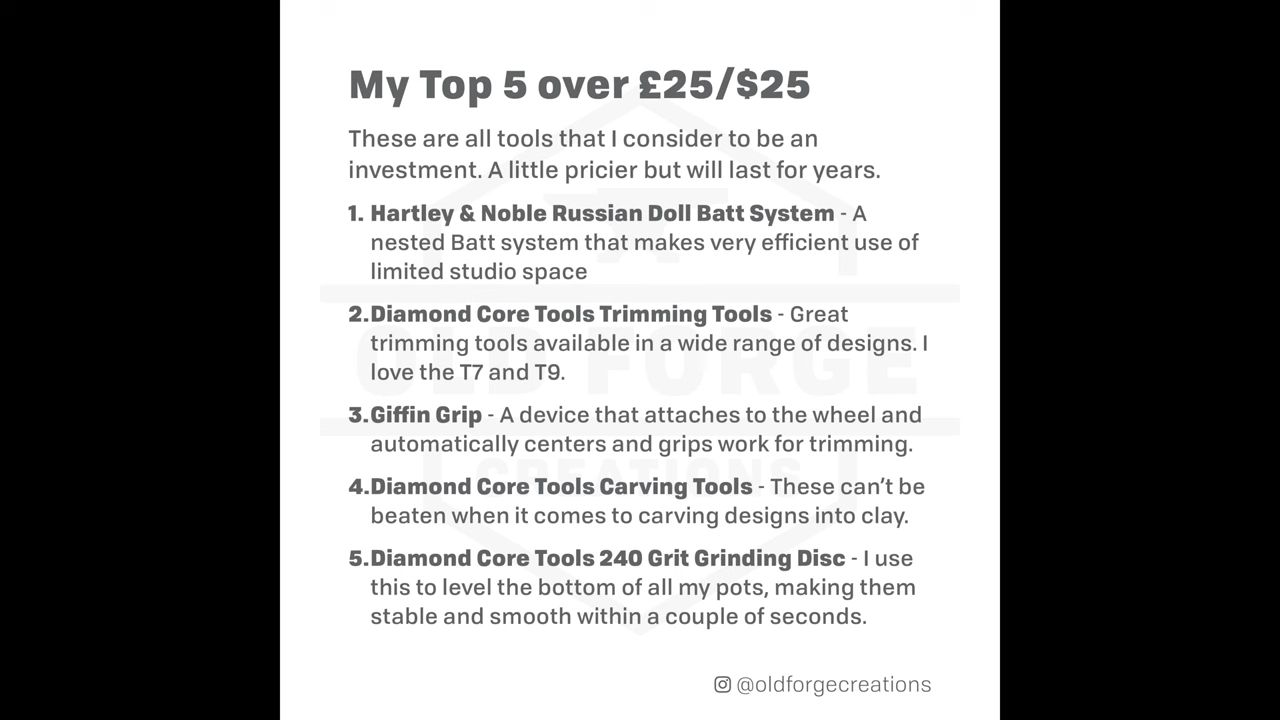 My Top 5 over £25/$25
These are all tools that I consider to be an
investment. A little pricier but will last for years.
1. Hartley & Noble Russian Doll Batt System - A
nested Batt system that makes very efficient use of
limited studio space
2. Diamond Core Tools Trimming Tools - Great
trimming tools available in a wide range of designs. I
love the T7 and T9.
3. Giffin Grip - A device that attaches to the wheel and
automatically centers and grips work for trimming.
4. Diamond Core Tools Carving Tools - These can’t be
beaten when it comes to carving designs into clay.
5. Diamond Core Tools 240 Grit Grinding Disc - I use
this to level the bottom of all my pots, making them
stable and smooth within a couple of seconds.
OLD FORGE
CREATIONS
@oldforgecreations